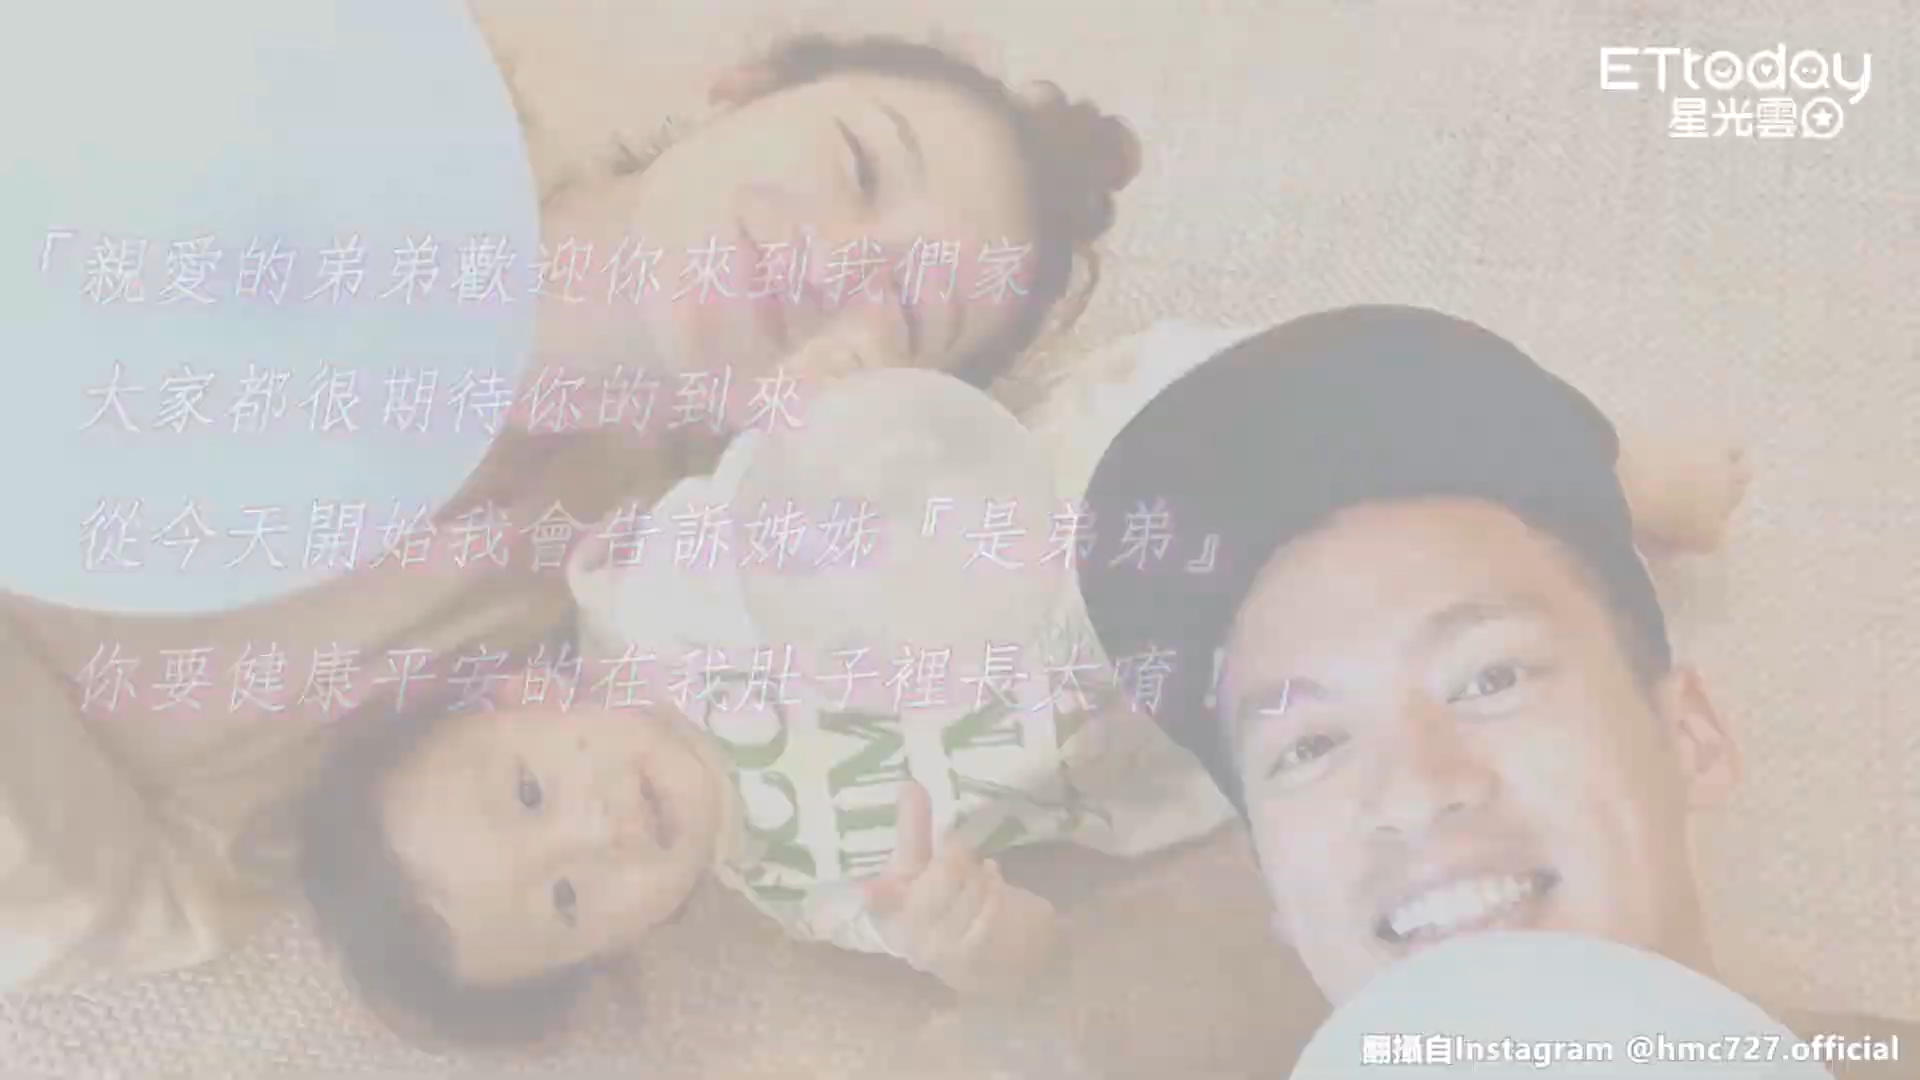 ETtoday
星光雲
「親愛的弟弟歡迎你來到我們家
大家都很期待你的到來
從今天開始我會告訴姊姊『是弟弟』
你要健康平安的在我肚子裡長大唷！」
翻攝自Instagram @hmc727.official